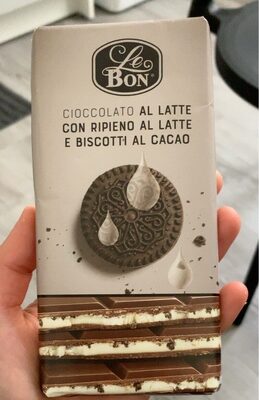 Le
BON®
CIOCCOLATO AL LATTE
CON RIPIENO AL LATTE
E BISCOTTI AL CACAO